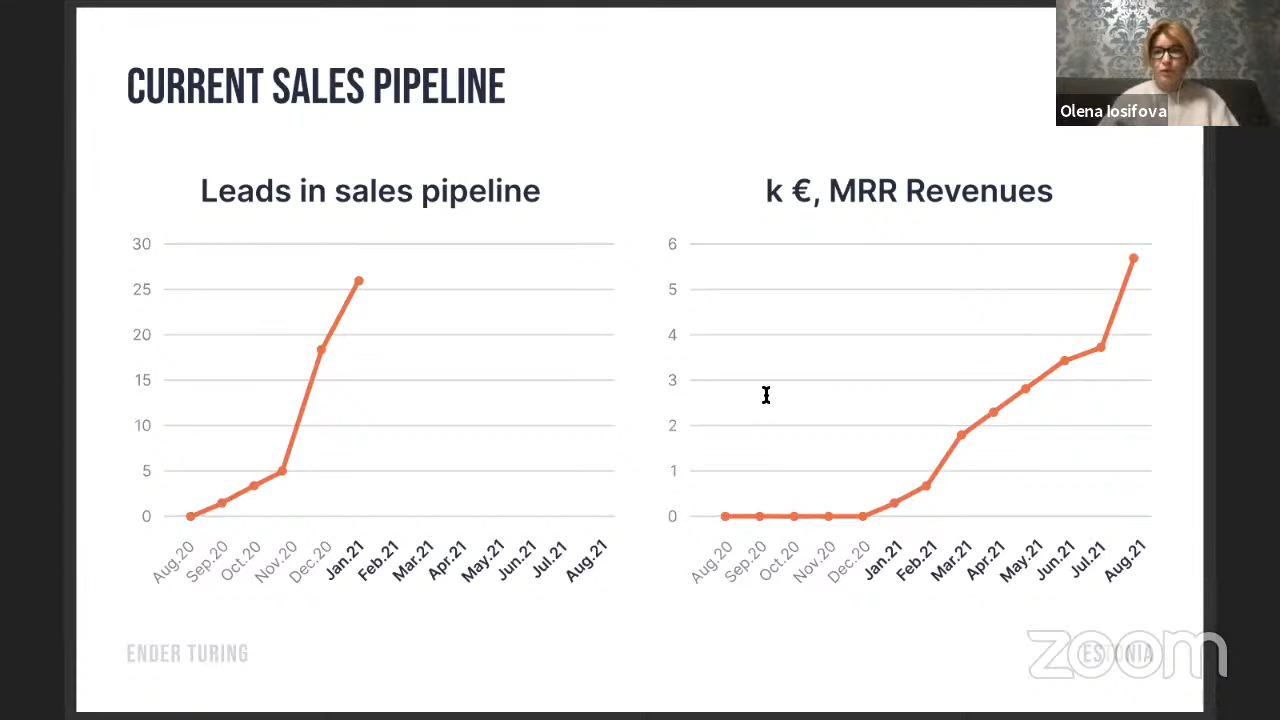 CURRENT SALES PIPELINE
Olena Iosifova
Leads in sales pipeline
30
25
20
15
10
5
0
Aug.20
Sep.20
Oct.20
Nov.20
Dec.20
Jan.21
Feb.21
Mar.21
Apr.21
May.21
Jun.21
Jul.21
Aug.21
k €, MRR Revenues
6
5
4
3
2
1
0
Aug.20
Sep.20
Oct.20
Nov.20
Dec.20
Jan.21
Feb.21
Mar.21
Apr.21
May.21
Jun.21
Jul.21
Aug.21
ENDER TURING
ESTONIA
zoom